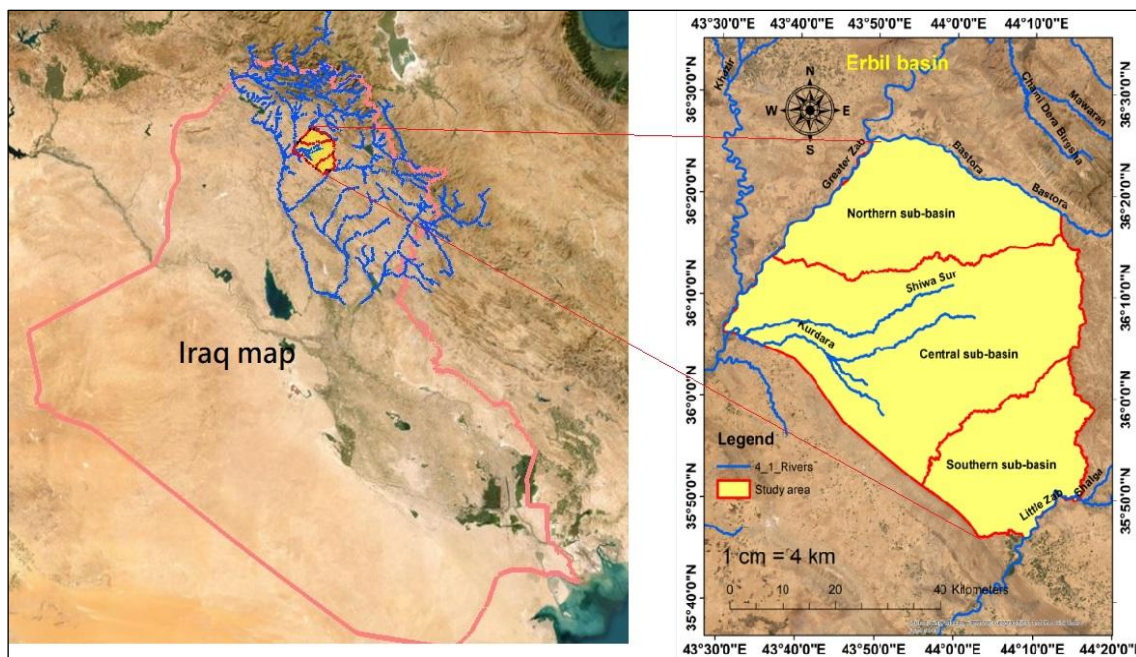 Iraq map
43°30'0"E 43°40'0"E 43°50'0"E 44°0'0"E 44°10'0"E
Erbil basin
N
W E
S
Khazir
Greater Zab
Bastora
Bastora
Chami Dera Birgsha
Mawaran
Northern sub-basin
Shiwa Sur
Kurdara
Central sub-basin
Southern sub-basin
Little Zab
Shalga
Legend
4_1_Rivers
Study area
1 cm = 4 km
0 10 20 40 Kilometers
36°30'0"N
36°20'0"N
36°10'0"N
36°0'0"N
35°50'0"N
35°40'0"N
36°30'0"N
36°20'0"N
36°10'0"N
36°0'0"N
35°50'0"N
35°40'0"N
43°30'0"E 43°40'0"E 43°50'0"E 44°0'0"E 44°10'0"E 44°20'0"E